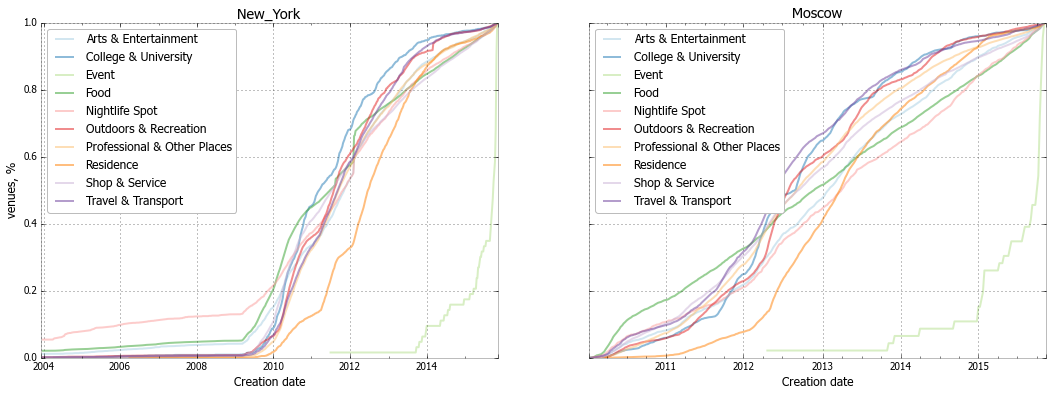 New_York
1.0
0.8
0.6
0.4
0.2
0.0
venues, %
Arts & Entertainment
College & University
Event
Food
Nightlife Spot
Outdoors & Recreation
Professional & Other Places
Residence
Shop & Service
Travel & Transport
2004
2006
2008
2010
2012
2014
Creation date
Moscow
Arts & Entertainment
College & University
Event
Food
Nightlife Spot
Outdoors & Recreation
Professional & Other Places
Residence
Shop & Service
Travel & Transport
2011
2012
2013
2014
2015
Creation date